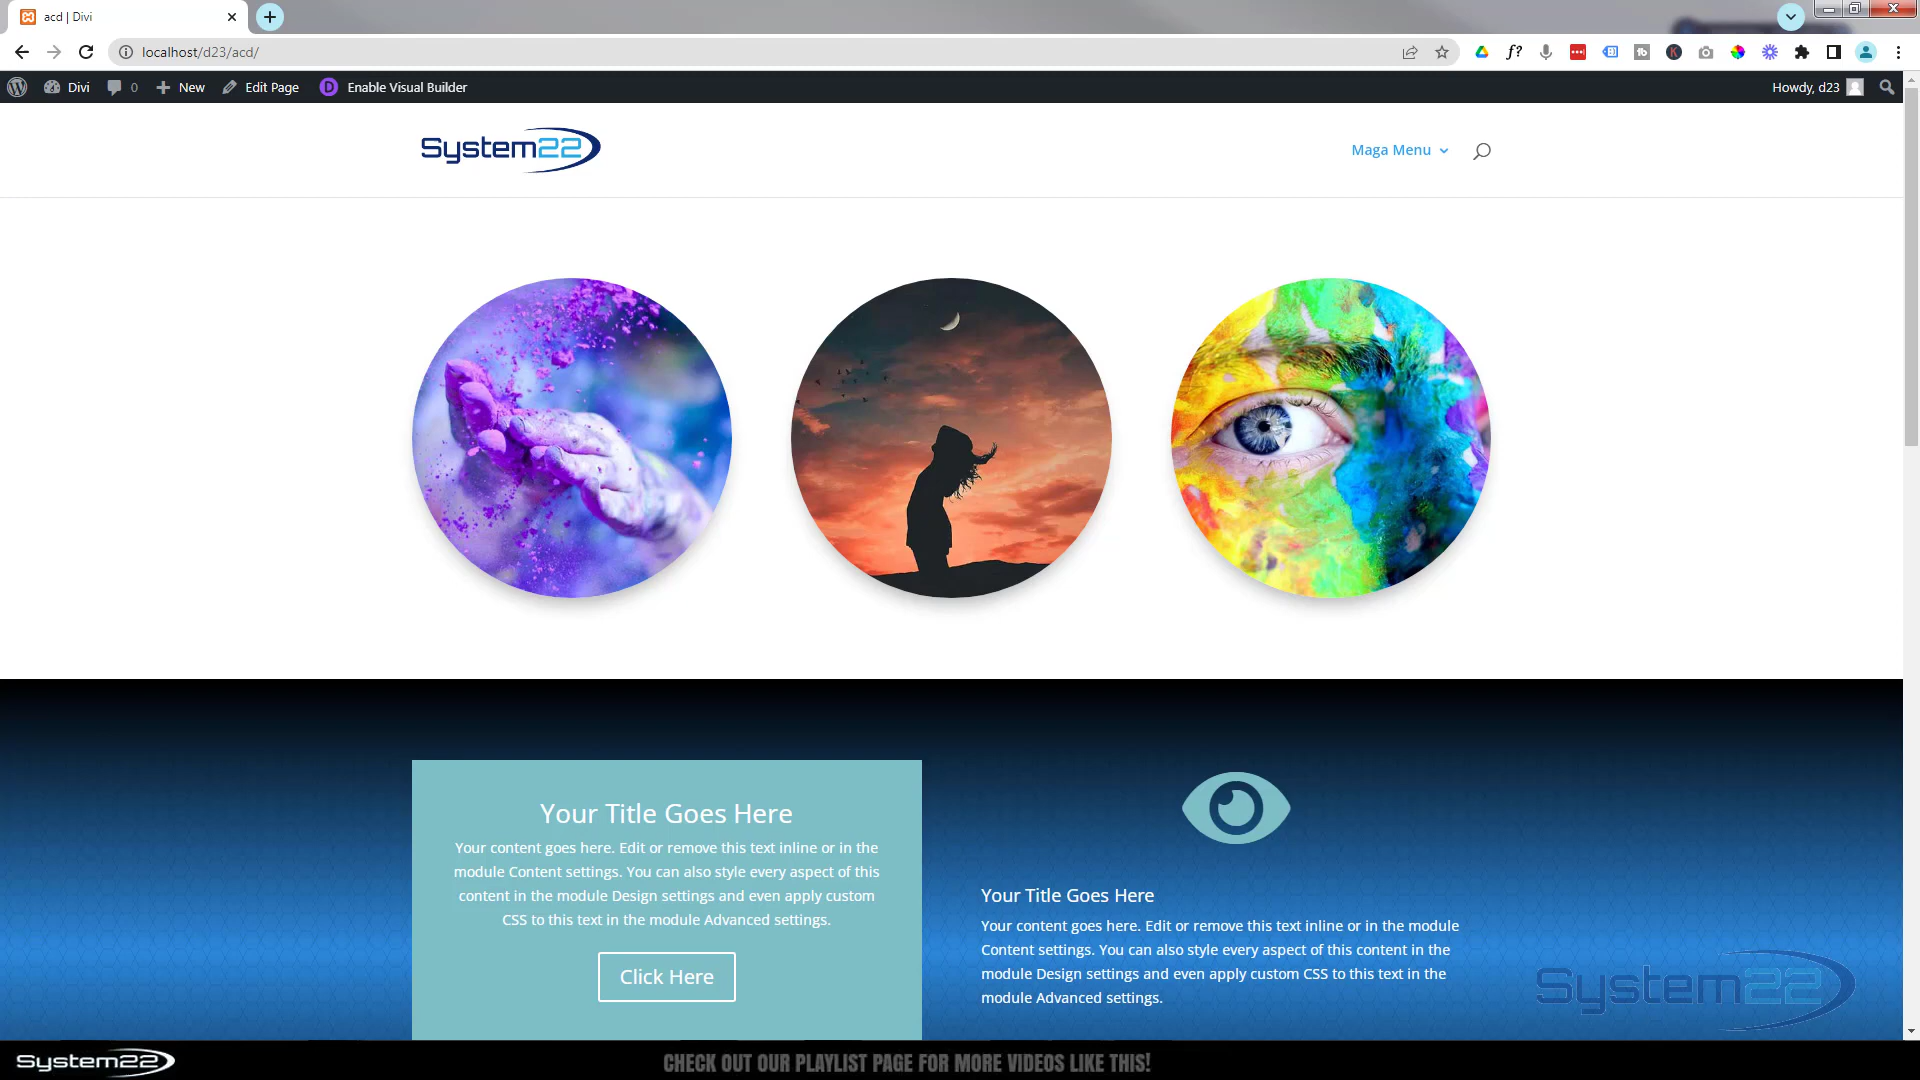 acd | Divi
localhost/d23/acd/
Divi
0
New
Edit Page
Enable Visual Builder
Howdy, d23
System22
Maga Menu
Your Title Goes Here
Your content goes here. Edit or remove this text inline or in the
module Content settings. You can also style every aspect of this
content in the module Design settings and even apply custom
CSS to this text in the module Advanced settings.
Click Here
Your Title Goes Here
Your content goes here. Edit or remove this text inline or in the module
Content settings. You can also style every aspect of this content in the
module Design settings and even apply custom CSS to this text in the
module Advanced settings.
System22
System22
CHECK OUT OUR PLAYLIST PAGE FOR MORE VIDEOS LIKE THIS!